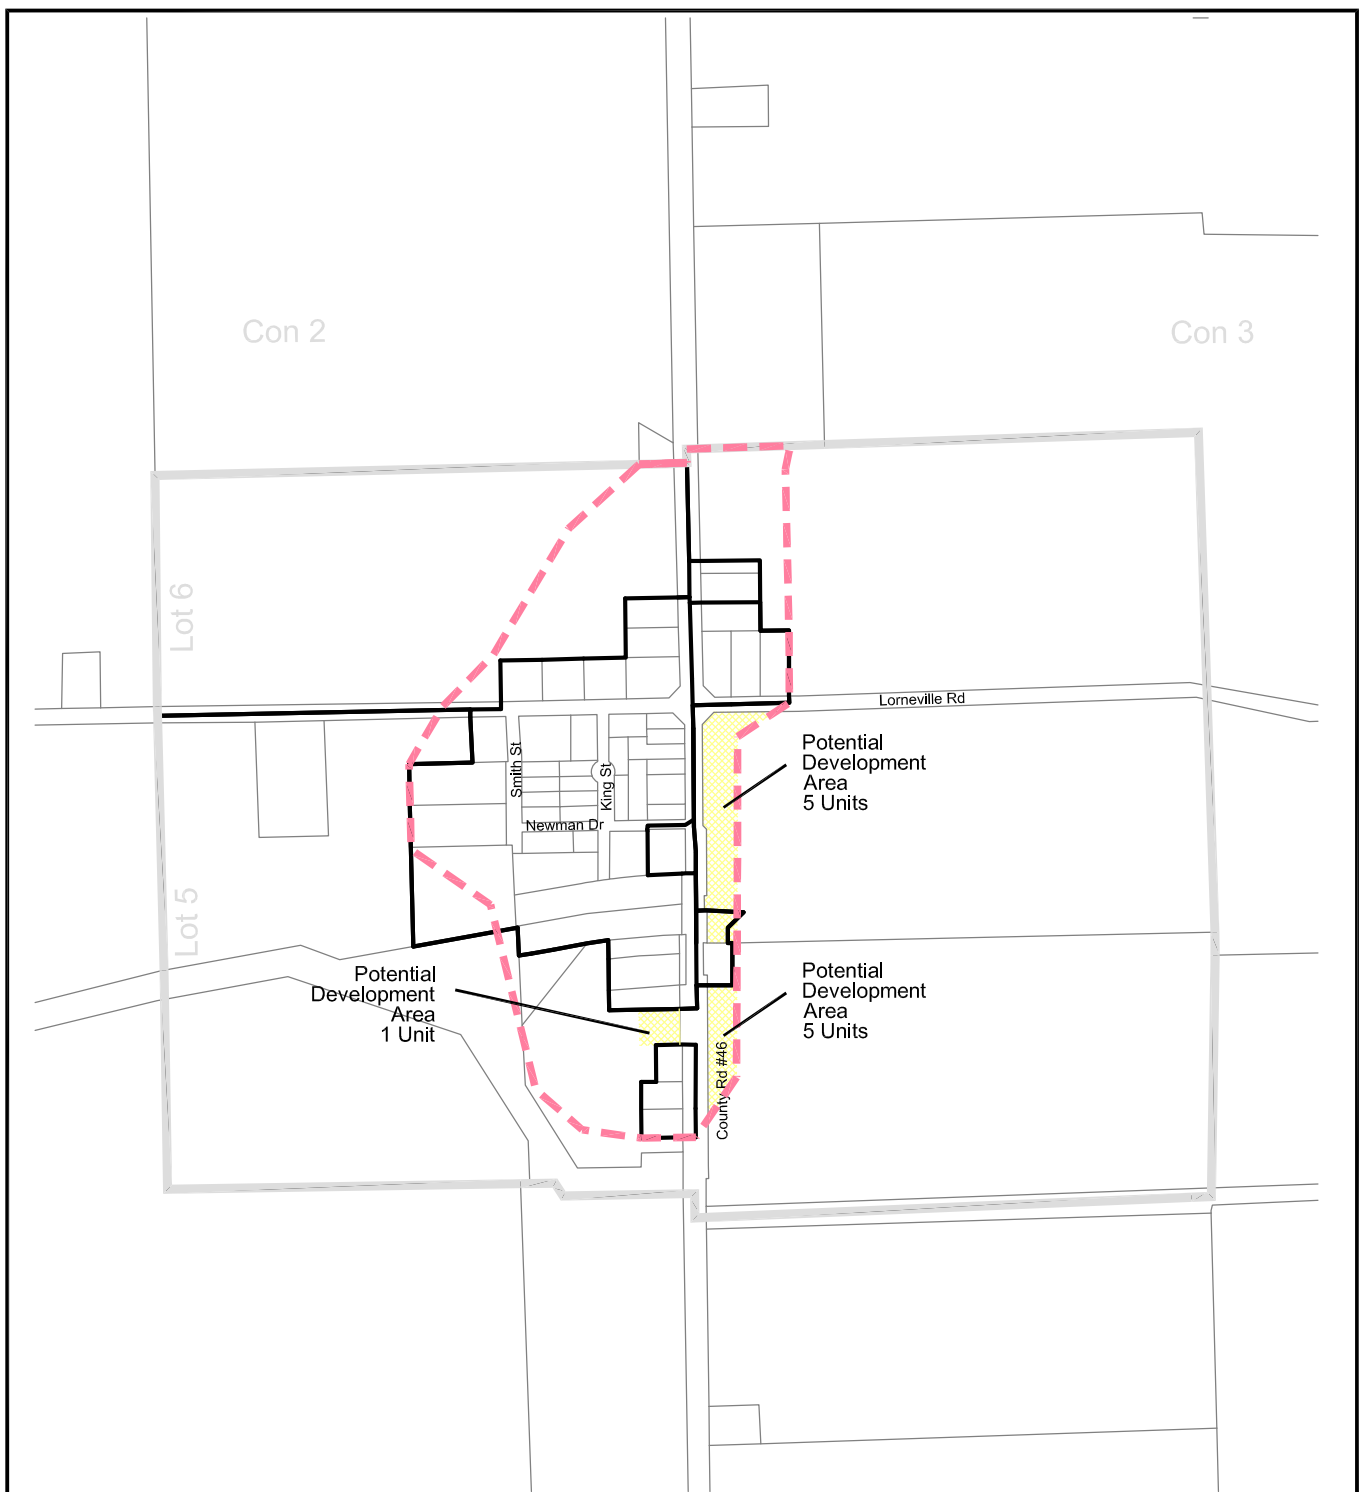 Con 2
Con 3
Lot 6
Lorneville Rd
Smith St
King St
Newman Dr
Potential
Development
Area
5 Units
Lot 5
Potential
Development
Area
1 Unit
Potential
Development
Area
5 Units
County Rd #46